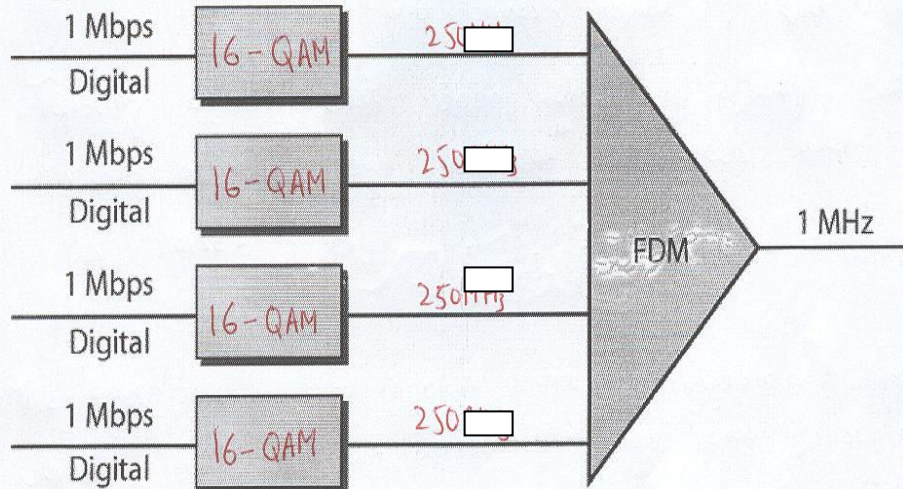 1 Mbps
16-QAM
250
Digital
1 Mbps
16-QAM
250
Digital
FDM
1 MHz
1 Mbps
16-QAM
250
Digital
1 Mbps
16-QAM
250
Digital